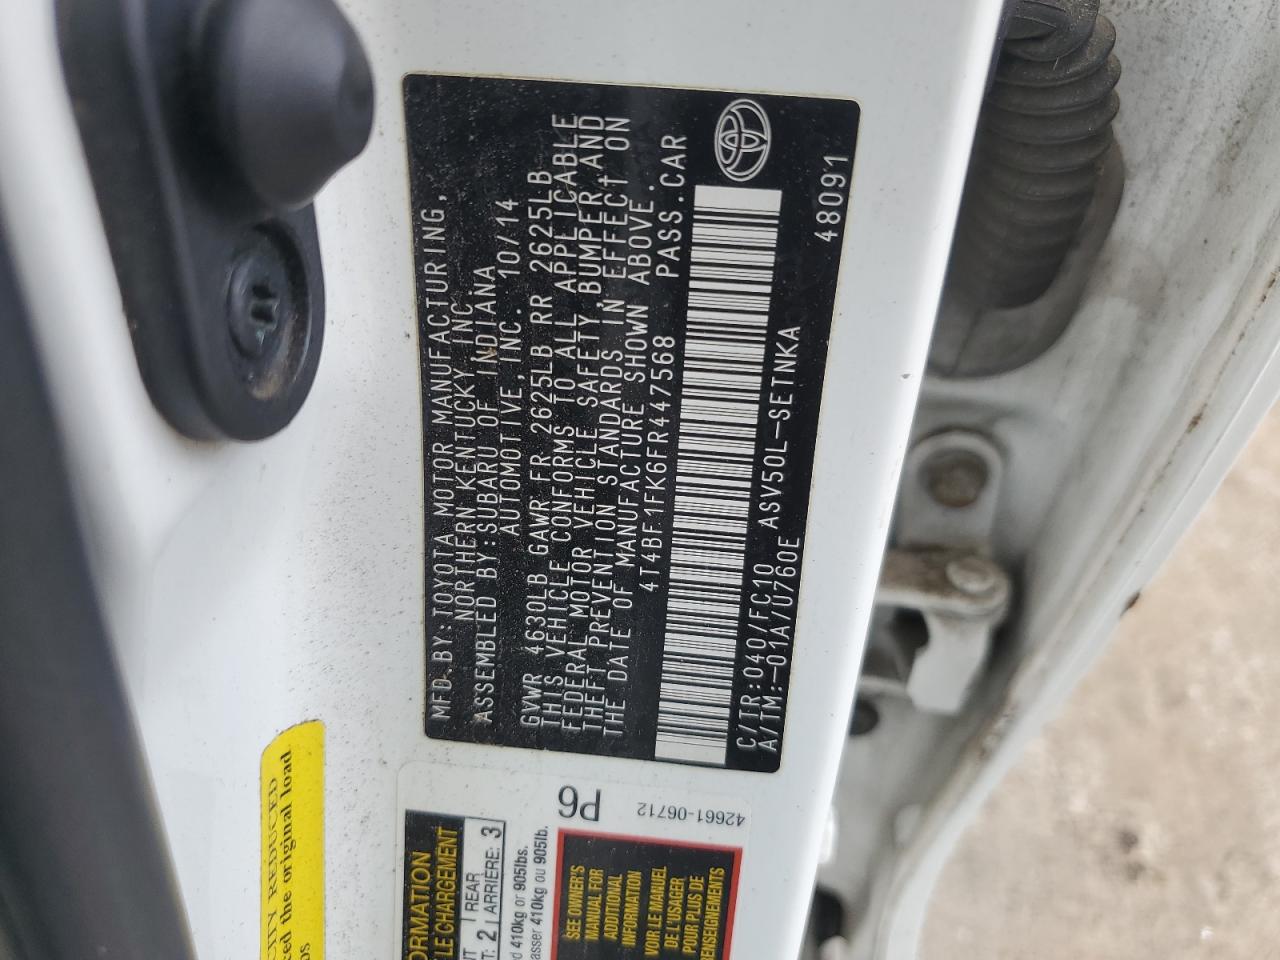 MFD.BY:TOYOTA MOTOR MANUFACTURING,
NORTHERN KENTUCKY,INC.
ASSEMBLED BY:SUBARU OF INDIANA
AUTOMOTIVE,INC. 10/14
GVWR 4630LB GAWR FR 2625LB RR 2625LB
THIS VEHICLE CONFORMS TO ALL APPLICABLE
FEDERAL MOTOR VEHICLE SAFETY,BUMPER,AND
THEFT PREVENTION STANDARDS IN EFFECT ON
THE DATE OF MANUFACTURE SHOWN ABOVE.
4T4BF1FK6FR447568 PASS.CAR
C/TR:040/FC10 ASV50L-SETNKA
A/TM:-01A/U760E
48091
P6
42661-06712
ORMATION
LE CHARGEMENT
2 REAR
ARRIÈRE: 3
d 410kg or 905lbs.
asser 410kg ou 905lb.
SEE OWNER'S
MANUAL FOR
ADDITIONAL
INFORMATION
VOIR LE MANUEL
DE L'USAGER
POUR PLUS DE
RENSEIGNEMENTS
CITY REDUCED
ced the original load